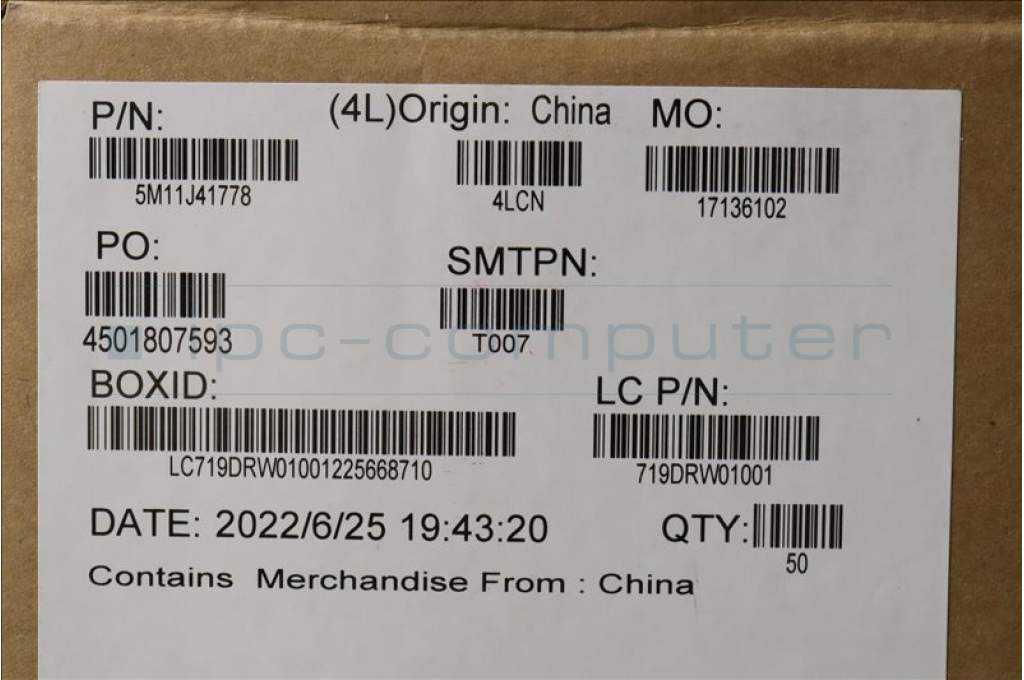 P/N: (4L)Origin: China MO:
5M11J41778 4LCN 17136102
PO: SMTPN:
4501807593 T007
ipc-computer
BOXID: LC P/N:
LC719DRW01001225668710 719DRW01001
DATE: 2022/6/25 19:43:20 QTY:
50
Contains Merchandise From : China